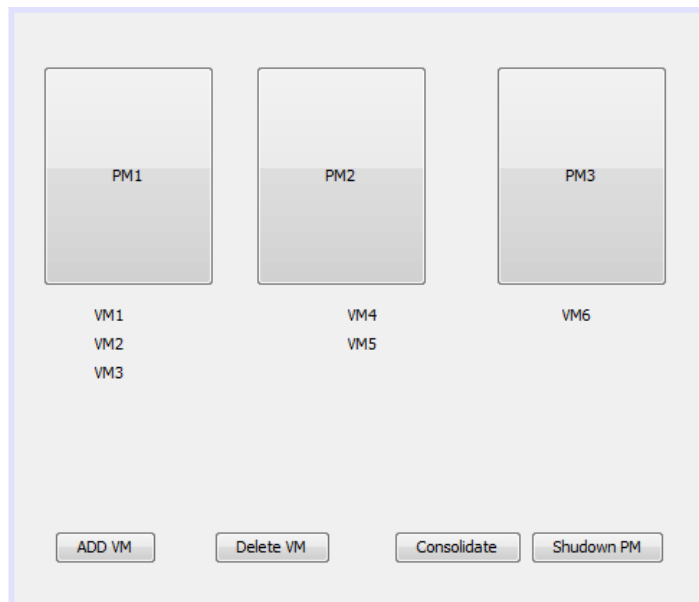 PM1 PM2 PM3
VM1 VM4 VM6
VM2 VM5
VM3
ADD VM Delete VM Consolidate Shudown PM